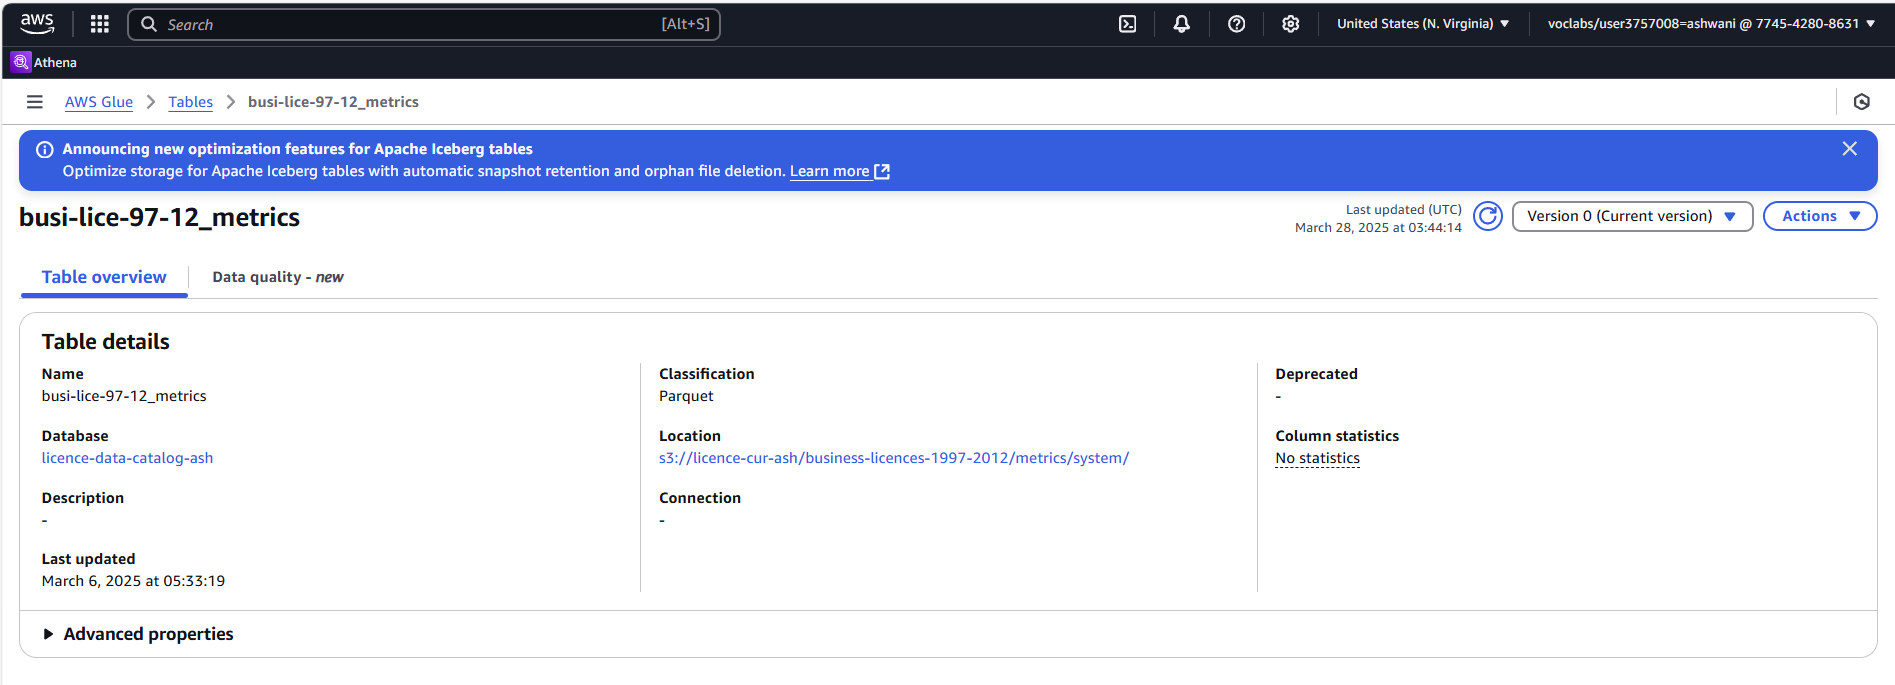 aws
Search [Alt+S]
United States (N. Virginia)
voclabs/user3757008=ashwani @ 7745-4280-8631
Athena
AWS Glue > Tables > busi-lice-97-12_metrics
Announcing new optimization features for Apache Iceberg tables
Optimize storage for Apache Iceberg tables with automatic snapshot retention and orphan file deletion. Learn more
busi-lice-97-12_metrics
Last updated (UTC)
March 28, 2025 at 03:44:14
Version 0 (Current version)
Actions
Table overview
Data quality - new
Table details
Name
busi-lice-97-12_metrics
Database
licence-data-catalog-ash
Description
-
Last updated
March 6, 2025 at 05:33:19
Classification
Parquet
Location
s3://licence-cur-ash/business-licences-1997-2012/metrics/system/
Connection
-
Deprecated
-
Column statistics
No statistics
Advanced properties